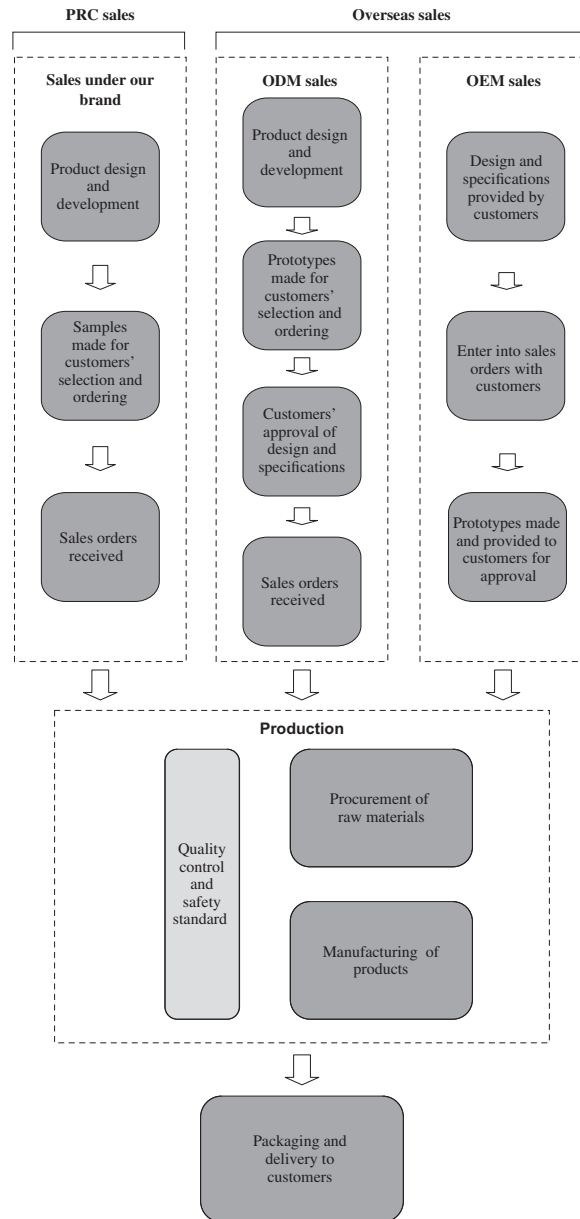 PRC sales
Overseas sales
Sales under our
brand
Product design
and
development
Samples
made for
customers’
selection and
ordering
Sales orders
received
ODM sales
Product design
and
development
Prototypes
made for
customers’
selection and
ordering
Customers’
approval of
design and
specifications
Sales orders
received
OEM sales
Design and
specifications
provided by
customers
Enter into sales
orders with
customers
Prototypes made
and provided to
customers for
approval
Production
Quality
control
and
safety
standard
Procurement of
raw materials
Manufacturing of
products
Packaging and
delivery to
customers